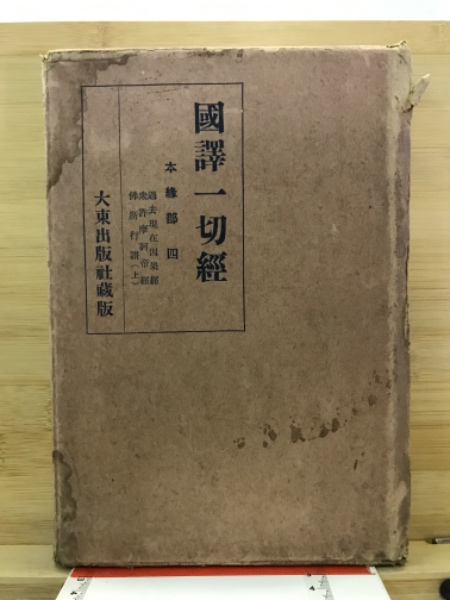 國譯一切經
本緣部 四
過去現在因果經
衆許摩訶帝經
佛所行讃(上)
大東出版社蔵版